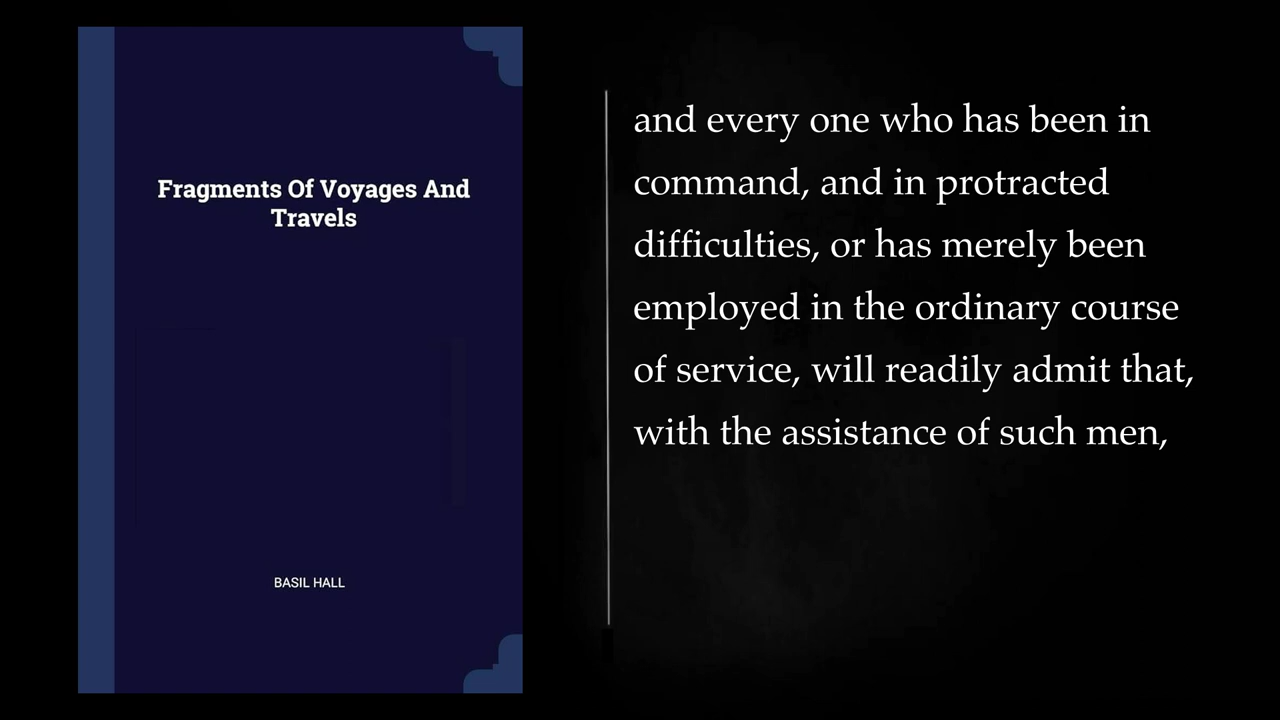 Fragments Of Voyages And
Travels
BASIL HALL
and every one who has been in
command, and in protracted
difficulties, or has merely been
employed in the ordinary course
of service, will readily admit that,
with the assistance of such men,